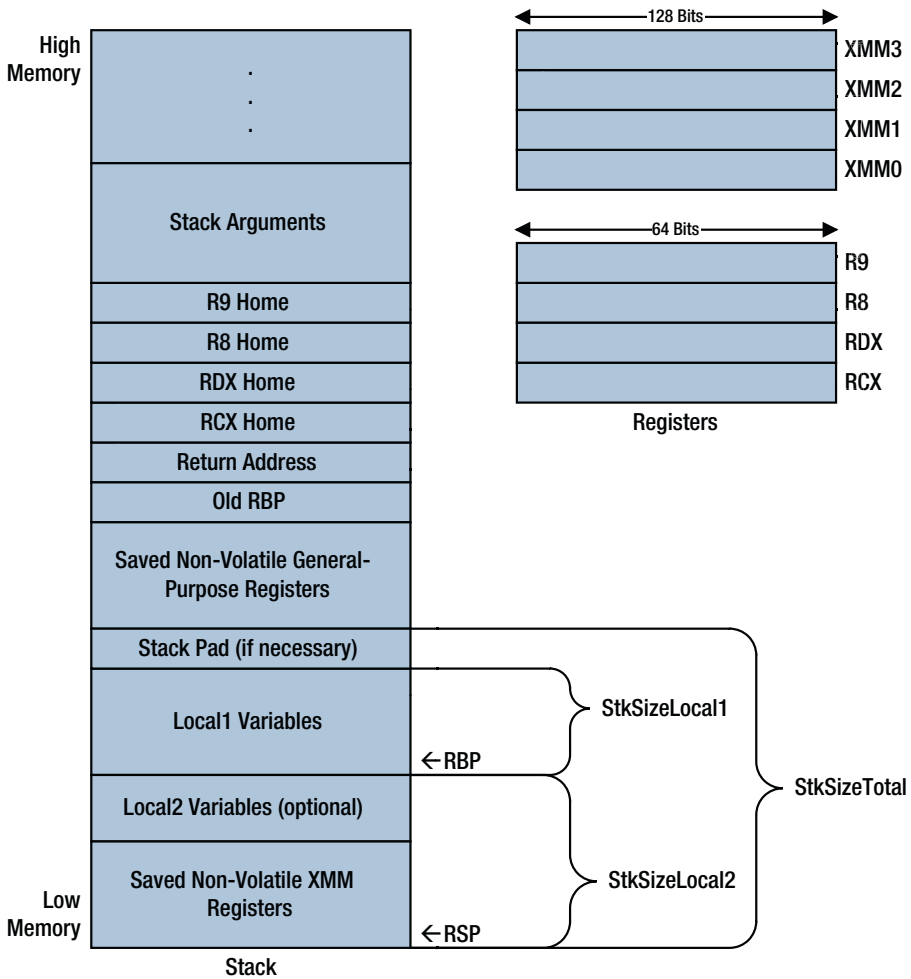 High
Memory
.
.
.
Stack Arguments
R9 Home
R8 Home
RDX Home
RCX Home
Return Address
Old RBP
Saved Non-Volatile General-
Purpose Registers
Stack Pad (if necessary)
Local1 Variables
Local2 Variables (optional)
Saved Non-Volatile XMM
Registers
Low
Memory
Stack
←RBP
←RSP
StkSizeLocal1
StkSizeLocal2
StkSizeTotal
128 Bits
XMM3
XMM2
XMM1
XMM0
64 Bits
R9
R8
RDX
RCX
Registers